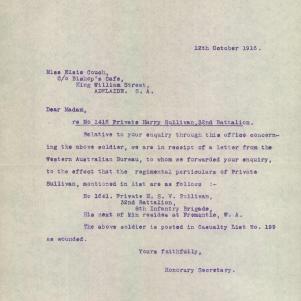 12th October 1916.
Miss Elsie Couch,
C/o Bishop's Cafe,
King William Street,
ADELAIDE. S. A.
Dear Madam,
re No 1418 Private Harry Sullivan, 32nd Battalion.
Relative to your enquiry through this office concern-
ing the above soldier, we are in receipt of a letter from the
Western Australian Bureau, to whom we forwarded your enquiry,
to the effect that the regimental particulars of Private
Sullivan, mentioned in list are as follows :-
No Private H. S. V. Sullivan,
32nd Battalion,
8th Infantry Brigade,
His next of kin resides at Fremantle, W. A.
The above soldier is posted in Casualty List No. 199
as wounded.
Yours faithfully,
Honorary Secretary.